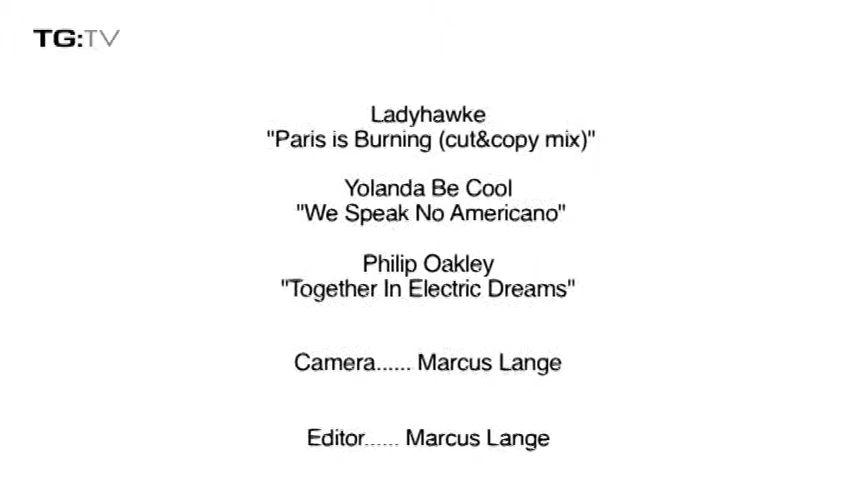 TG:TV
Ladyhawke
"Paris is Burning (cut&copy mix)"
Yolanda Be Cool
"We Speak No Americano"
Philip Oakley
"Together In Electric Dreams"
Camera...... Marcus Lange
Editor...... Marcus Lange